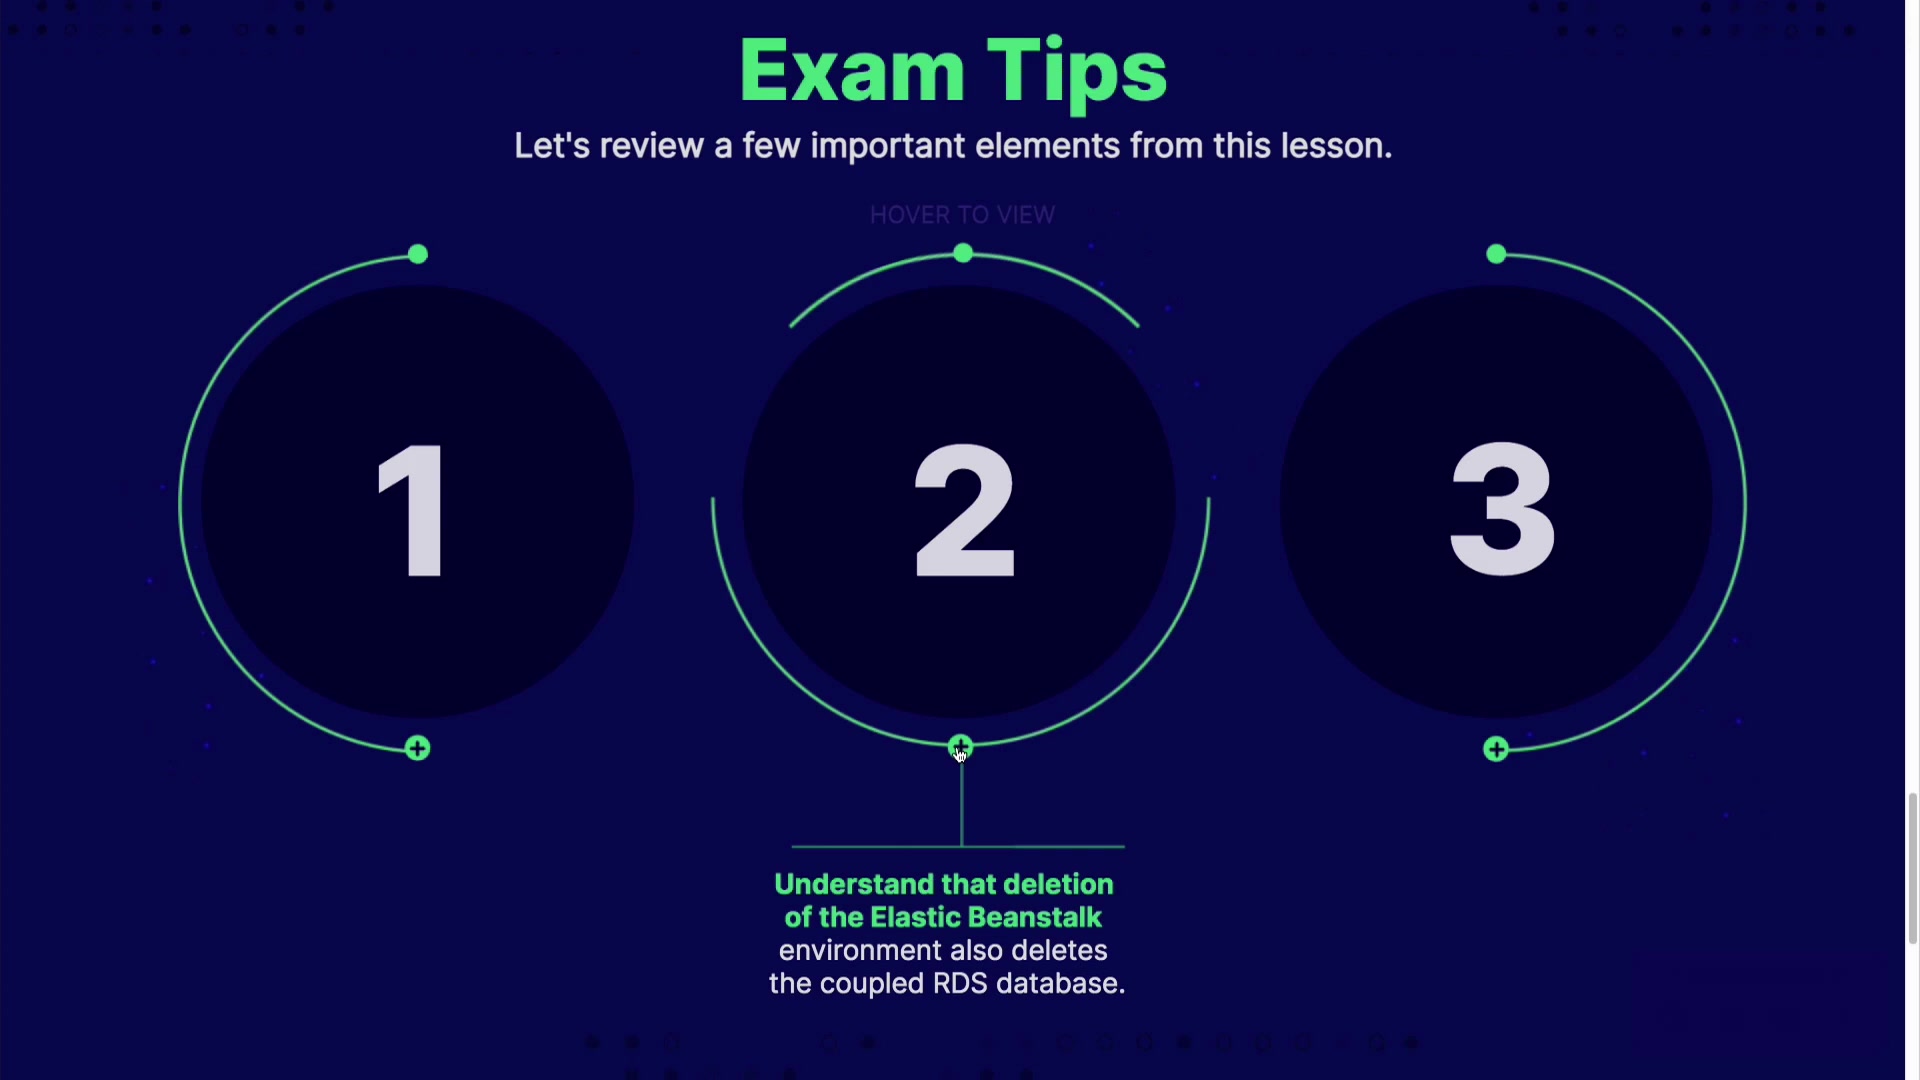 Exam Tips
Let's review a few important elements from this lesson.
HOVER TO VIEW
1
2
3
Understand that deletion
of the Elastic Beanstalk
environment also deletes
the coupled RDS database.